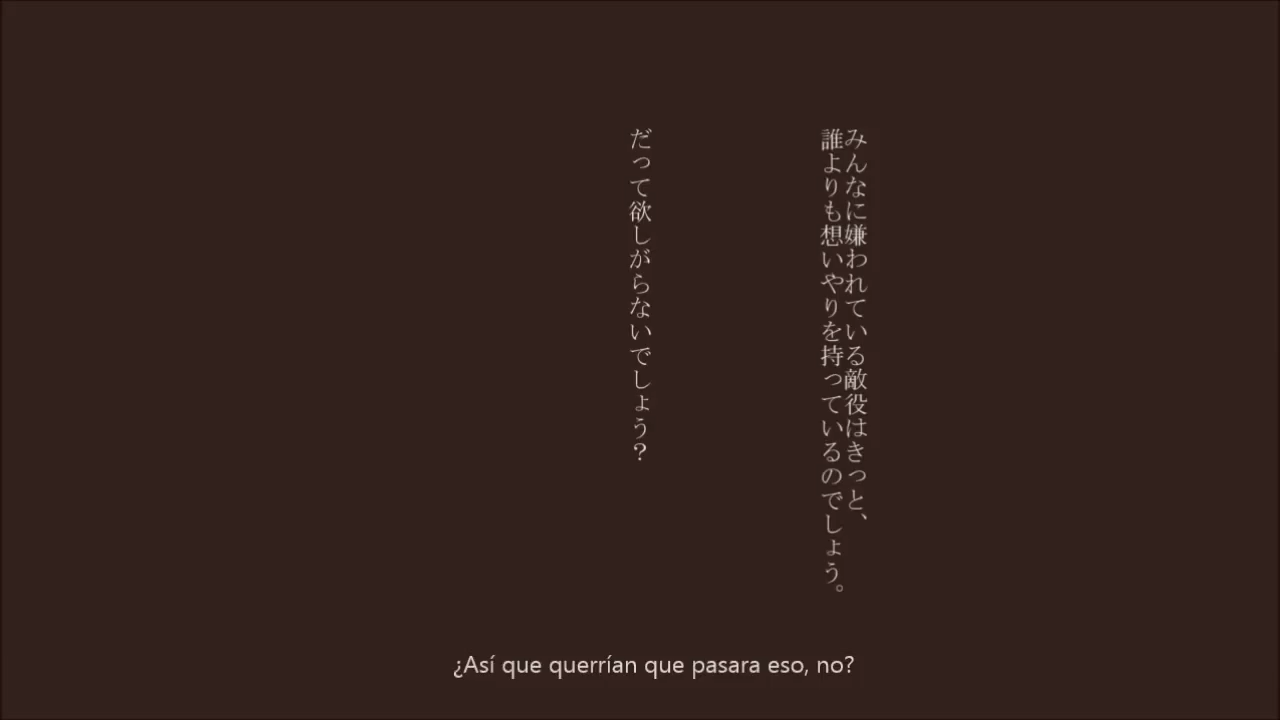 みんなに嫌われている敵役はきっと、
誰よりも想いやりを持っているのでしょう。
だって欲しがらないでしょう？
¿Así que querrían que pasara eso, no?